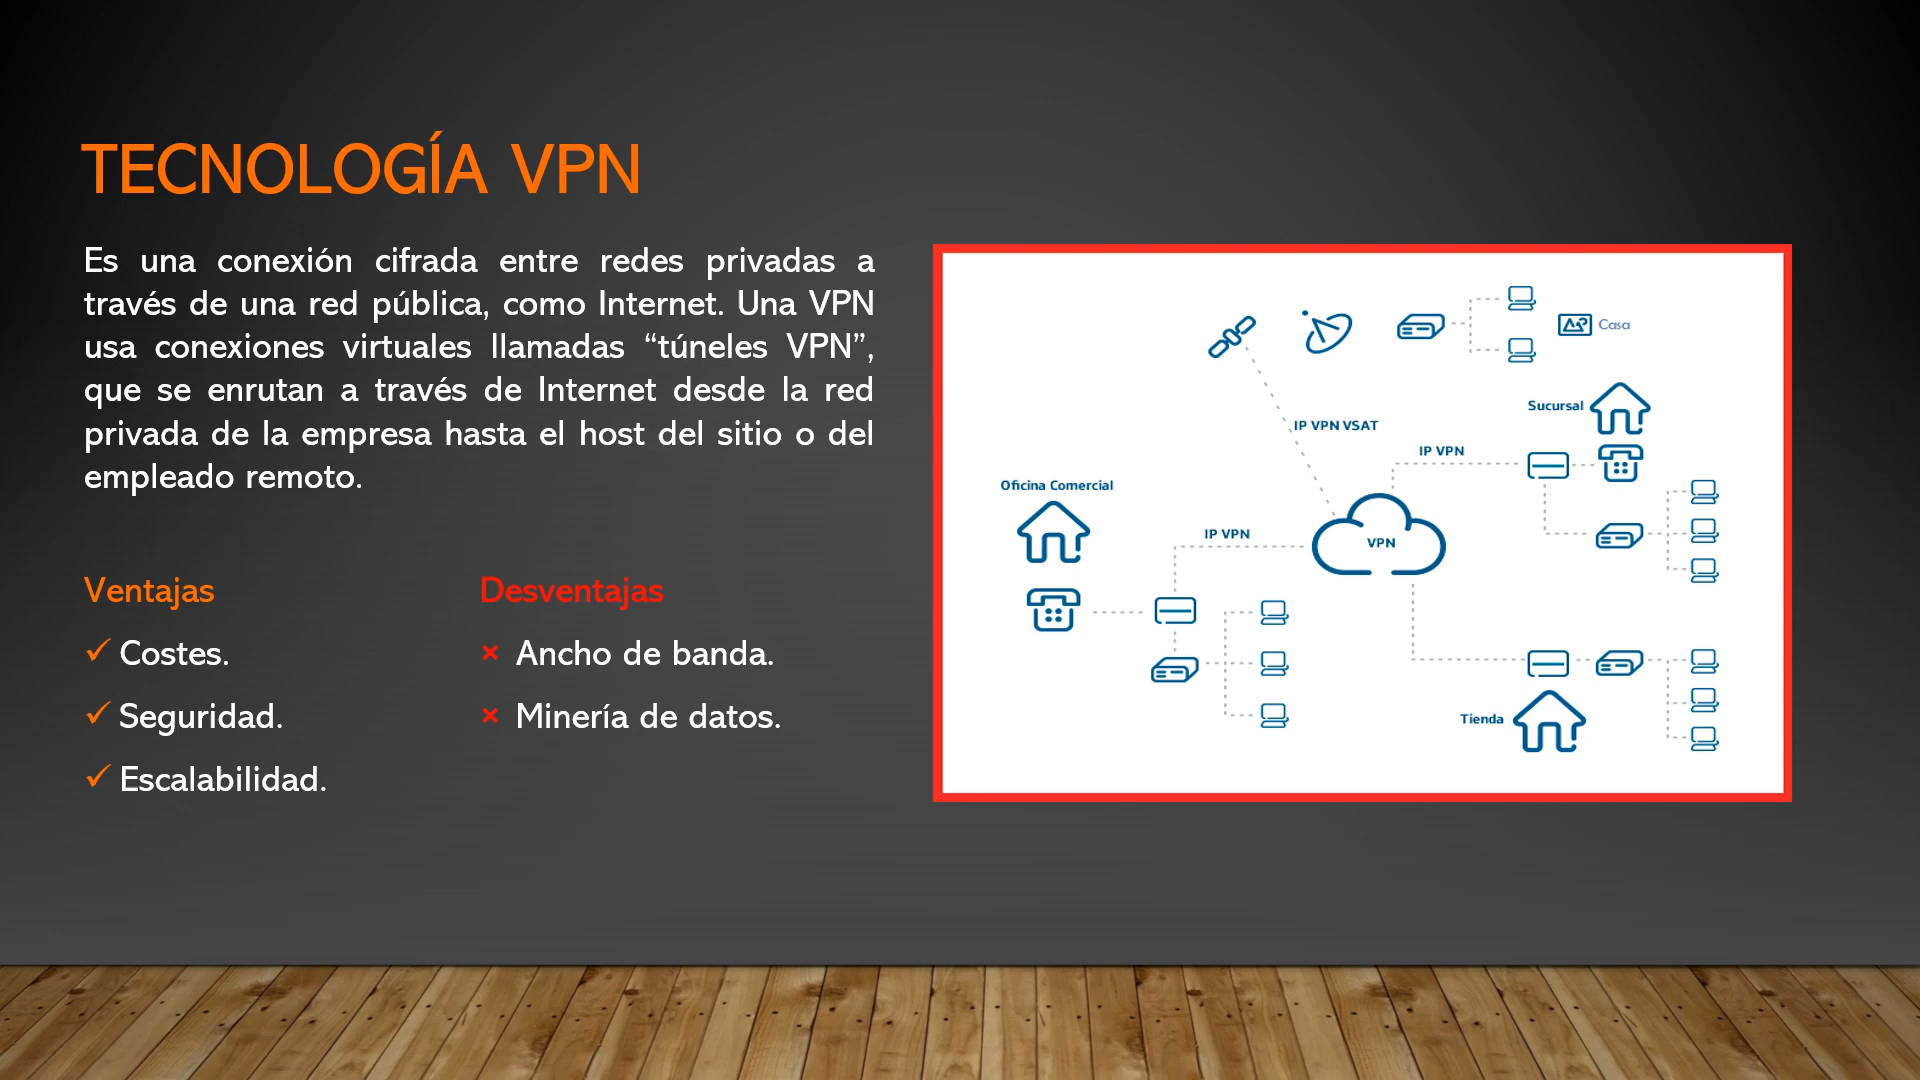 TECNOLOGÍA VPN
Es una conexión cifrada entre redes privadas a
través de una red pública, como Internet. Una VPN
usa conexiones virtuales llamadas “túneles VPN”,
que se enrutan a través de Internet desde la red
privada de la empresa hasta el host del sitio o del
empleado remoto.
Ventajas
✓ Costes.
✓ Seguridad.
✓ Escalabilidad.
Desventajas
× Ancho de banda.
× Minería de datos.
Casa
Sucursal
IP VPN VSAT
IP VPN
Oficina Comercial
IP VPN
VPN
Tienda